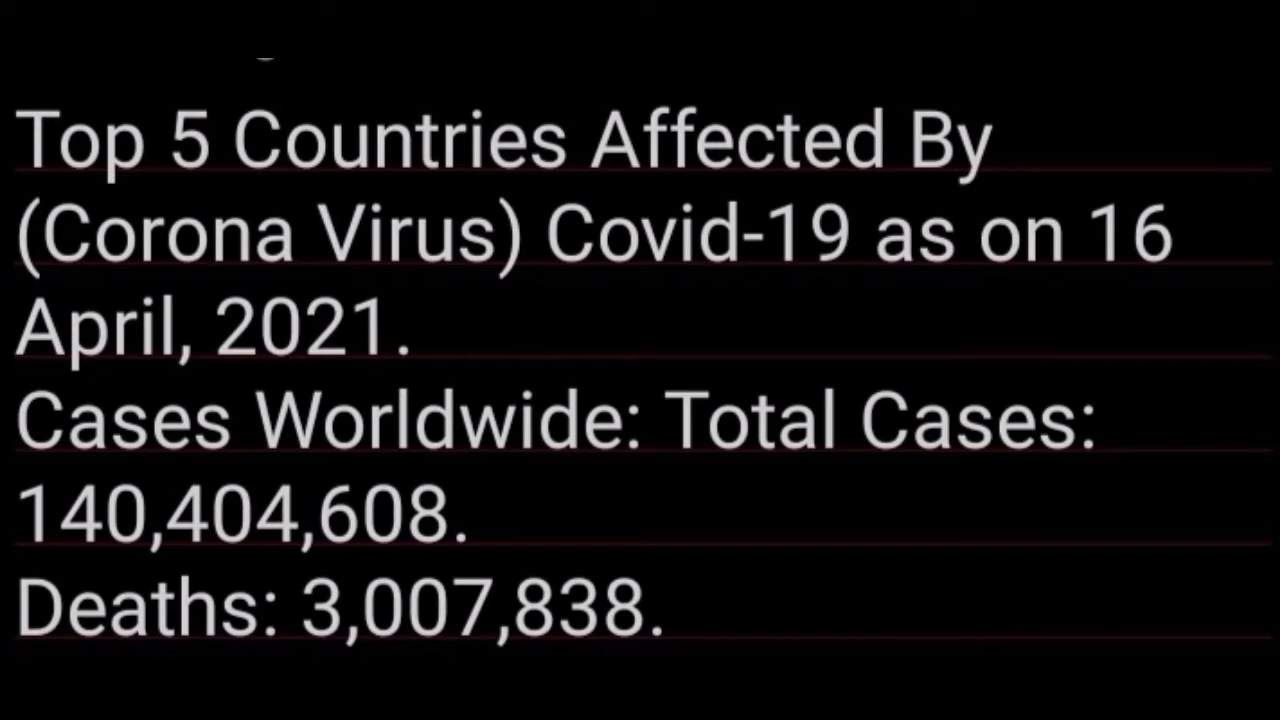 Top 5 Countries Affected By
(Corona Virus) Covid-19 as on 16
April, 2021.
Cases Worldwide: Total Cases:
140,404,608.
Deaths: 3,007,838.